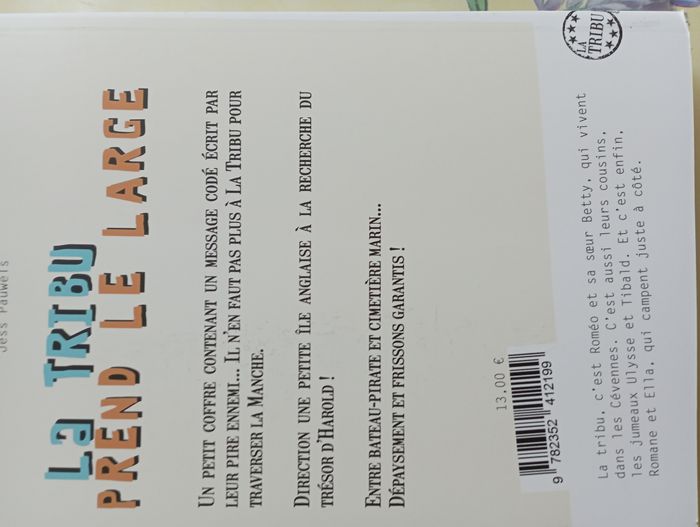 Jess Pauwels
La TRIBU
PREND LE LARGE
UN PETIT COFFRE CONTENANT UN MESSAGE CODÉ ÉCRIT PAR
LEUR PIRE ENNEMI... IL N'EN FAUT PAS PLUS À LA TRIBU POUR
TRAVERSER LA MANCHE.
DIRECTION UNE PETITE ÎLE ANGLAISE À LA RECHERCHE DU
TRÉSOR D'HAROLD !
ENTRE BATEAU-PIRATE ET CIMETIÈRE MARIN...
DÉPAYSEMENT ET FRISSONS GARANTIS !
13,00 €
9 782352 412199
La tribu, c'est Roméo et sa sœur Betty, qui vivent
dans les Cévennes. C'est aussi leurs cousins,
les jumeaux Ulysse et Tibald. Et c'est enfin,
Romane et Ella, qui campent juste à côté.
LA
TRIBU